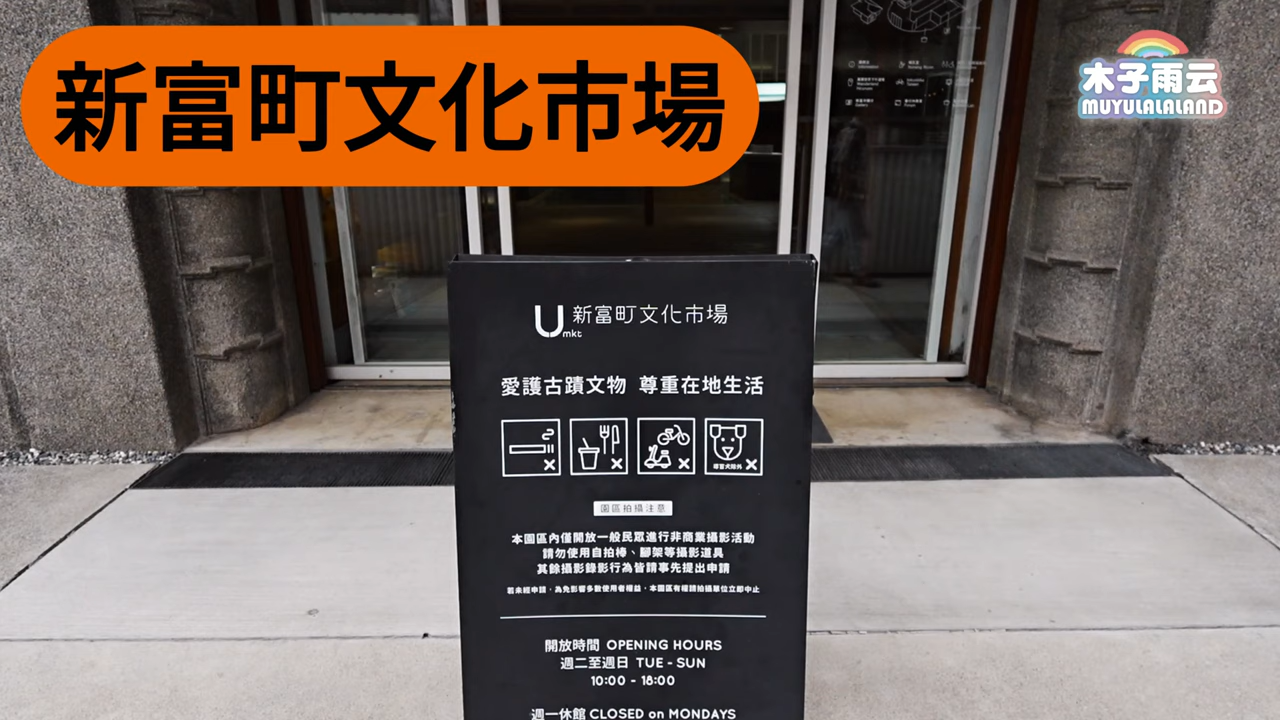 新富町文化市場
木子雨云
MUYULALALAND
U mkt 新富町文化市場
愛護古蹟文物 尊重在地生活
導盲犬除外
園區拍攝注意
本園區內僅開放一般民眾進行非商業攝影活動
請勿使用自拍棒、腳架等攝影道具
其餘攝影錄影行為皆請事先提出申請
若未經申請，為免影響多數使用者權益，本園區有權請拍攝單位立即中止
開放時間 OPENING HOURS
週二至週日 TUE - SUN
10:00 - 18:00
週一休館 CLOSED on MONDAYS